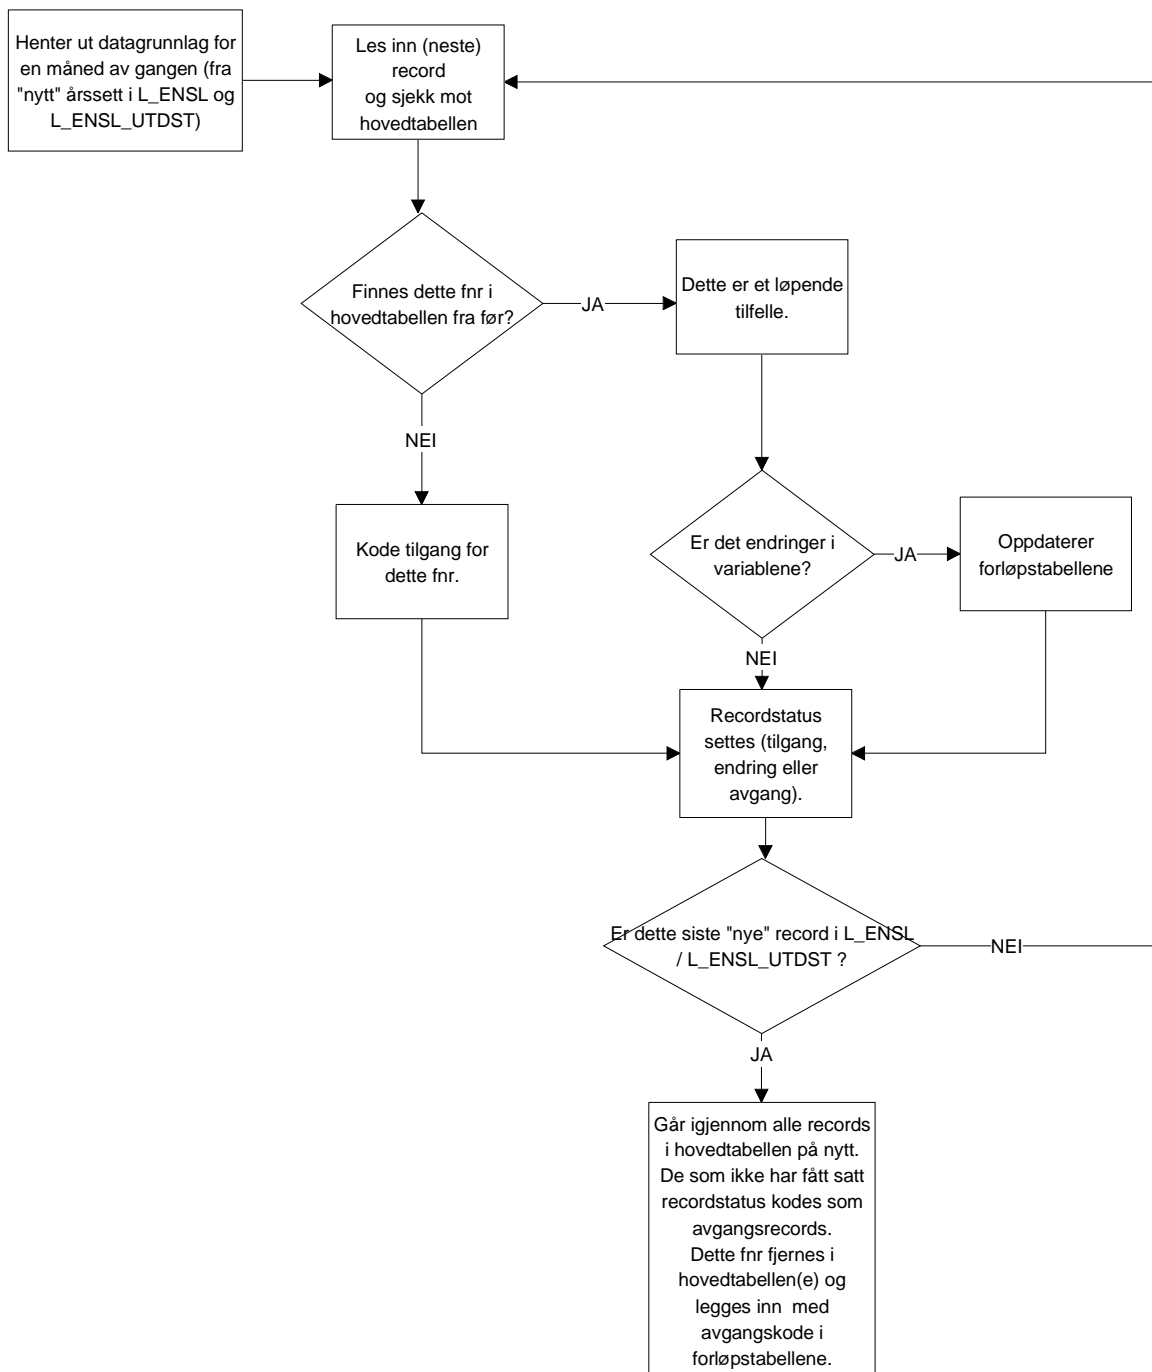 Henter ut datagrunnlag for
en måned av gangen (fra
"nytt" årssett i L_ENSL og
L_ENSL_UTDST)
Les inn (neste)
record
og sjekk mot
hovedtabellen
Finnes dette fnr i
hovedtabellen fra før?
JA
Dette er et løpende
tilfelle.
NEI
Kode tilgang for
dette fnr.
Er det endringer i
variablene?
JA
Oppdaterer
forløpstabellene
NEI
Recordstatus
settes (tilgang,
endring eller
avgang).
Er dette siste "nye" record i L_ENSL
/ L_ENSL_UTDST ?
NEI
JA
Går igjennom alle records
i hovedtabellen på nytt.
De som ikke har fått satt
recordstatus kodes som
avgangsrecords.
Dette fnr fjernes i
hovedtabellen(e) og
legges inn  med
avgangskode i
forløpstabellene.